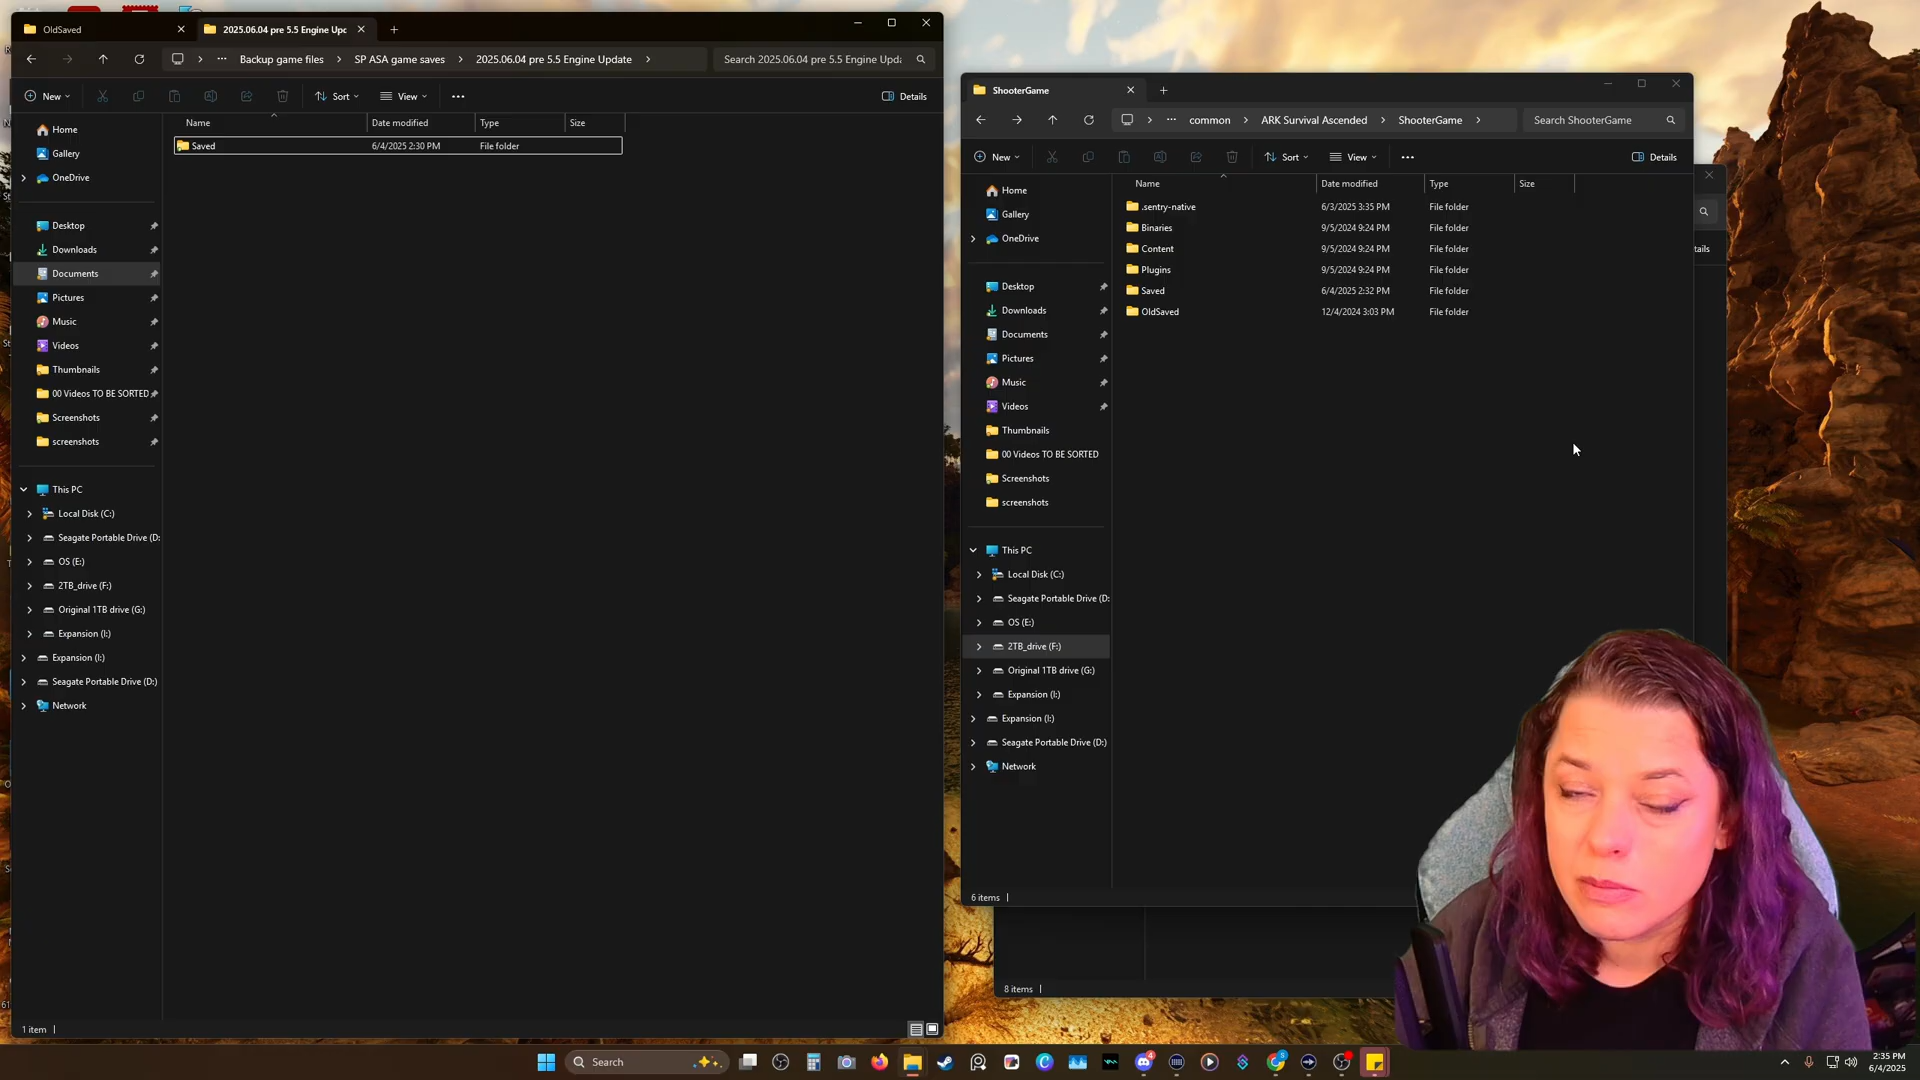 OldSaved
2025.06.04 pre 5.5 Engine Upc
Backup game files
SP ASA game saves
2025.06.04 pre 5.5 Engine Update
Search 2025.06.04 pre 5.5 Engine Upda
New
Sort
View
Details
Name
Date modified
Type
Size
Saved
6/4/2025 2:30 PM
File folder
Home
Gallery
OneDrive
Desktop
Downloads
Documents
Pictures
Music
Videos
Thumbnails
00 Videos TO BE SORTED
Screenshots
screenshots
This PC
Local Disk (C:)
Seagate Portable Drive (D:
OS (E:)
2TB_drive (F:)
Original 1TB drive (G:)
Expansion (I:)
Expansion (I:)
Seagate Portable Drive (D:)
Network
1 item
ShooterGame
common
ARK Survival Ascended
ShooterGame
Search ShooterGame
New
Sort
View
Details
Name
Date modified
Type
Size
.sentry-native 6/3/2025 3:35 PM File folder
Binaries 9/5/2024 9:24 PM File folder
Content 9/5/2024 9:24 PM File folder
Plugins 9/5/2024 9:24 PM File folder
Saved 6/4/2025 2:32 PM File folder
OldSaved 12/4/2024 3:03 PM File folder
Home
Gallery
OneDrive
Desktop
Downloads
Documents
Pictures
Music
Videos
Thumbnails
00 Videos TO BE SORTED
Screenshots
screenshots
This PC
Local Disk (C:)
Seagate Portable Drive (D:
OS (E:)
2TB_drive (F:)
Original 1TB drive (G:)
Expansion (I:)
Expansion (I:)
Seagate Portable Drive (D:)
Network
6 items
tails
8 items
Search
4
2:35 PM
6/4/2025